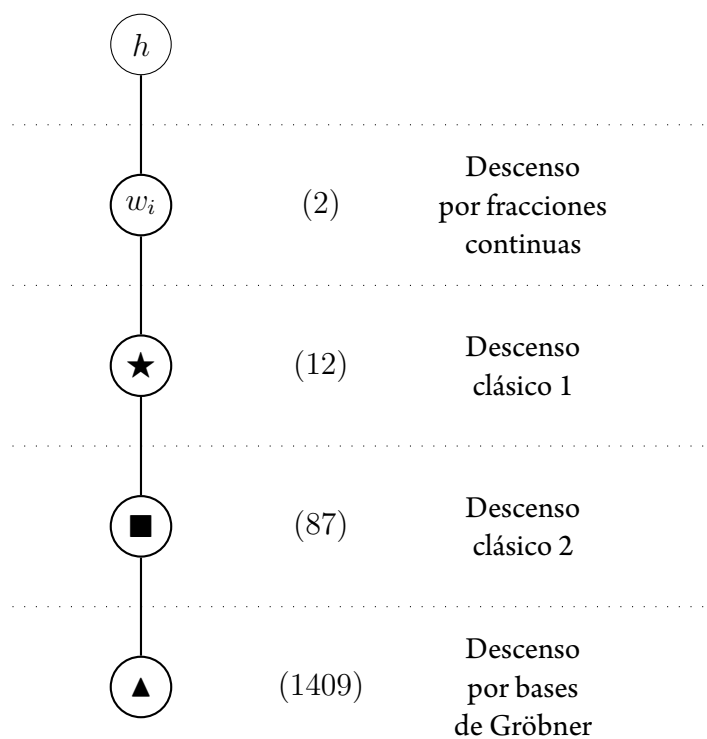 h
w_i
(2)
Descenso
por fracciones
continuas
★
(12)
Descenso
clásico 1
■
(87)
Descenso
clásico 2
▲
(1409)
Descenso
por bases
de Gröbner